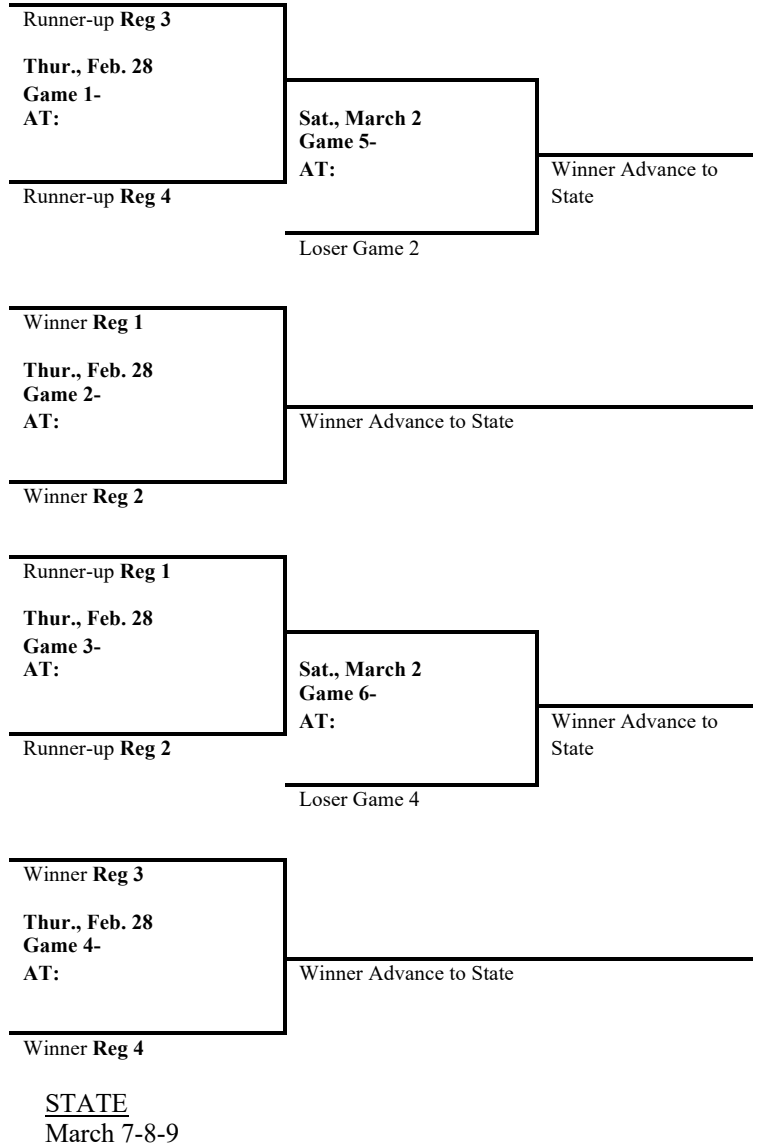 Runner-up Reg 3
Thur., Feb. 28
Game 1-
AT:
Runner-up Reg 4
Sat., March 2
Game 5-
AT:
Loser Game 2
Winner Advance to
State
Winner Reg 1
Thur., Feb. 28
Game 2-
AT:
Winner Reg 2
Winner Advance to State
Runner-up Reg 1
Thur., Feb. 28
Game 3-
AT:
Runner-up Reg 2
Sat., March 2
Game 6-
AT:
Loser Game 4
Winner Advance to
State
Winner Reg 3
Thur., Feb. 28
Game 4-
AT:
Winner Reg 4
Winner Advance to State
STATE
March 7-8-9